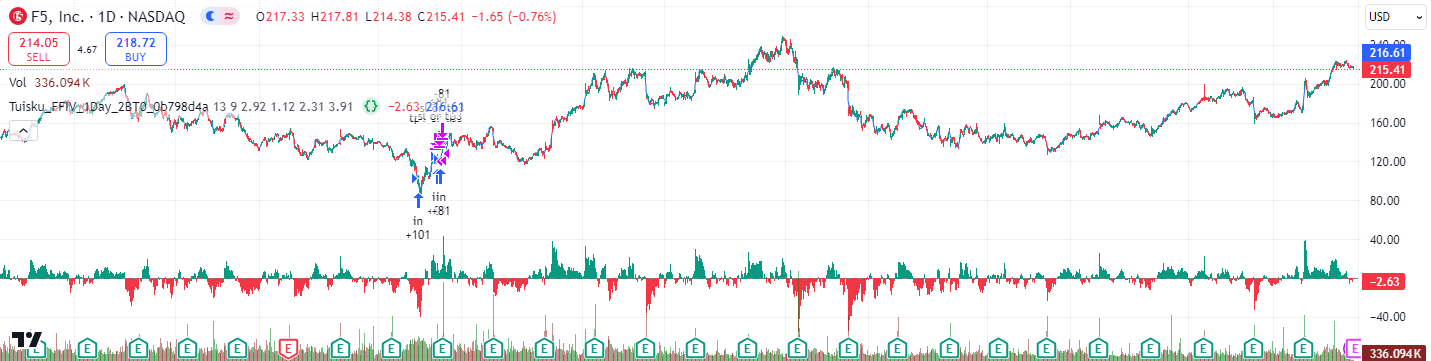 F5, Inc. · 1D · NASDAQ O217.33 H217.81 L214.38 C215.41 −1.65 (−0.76%)
USD
214.05 SELL
4.67
218.72 BUY
Vol 336.094 K
Tuisku_FFIV_1Day_2BT0_0b798d4a 13 9 2.92 1.12 2.31 3.91 {} −2.63 216.61
-81
240.00
216.61
215.41
200.00
160.00
120.00
80.00
in
+101
+81
40.00
−2.63
−40.00
E E E E E E E E E E E E E E E E E E E E E E E E E E E
336.094 K